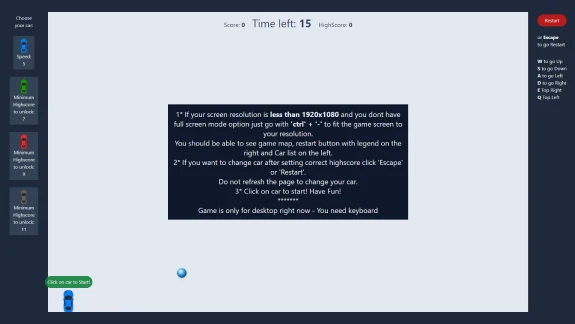 Choose
your car:
Speed:
5
Minimum
Highscore
to unlock:
7
Minimum
Highscore
to unlock:
9
Minimum
Highscore
to unlock:
11
Score: 0 Time left: 15 HighScore: 0
1* If your screen resolution is less than 1920x1080 and you dont have
full screen mode option just go with 'ctrl' + '-' to fit the game screen to
your resolution.
You should be able to see game map, restart button with legend on the
right and Car list on the left.
2* If you want to change car after setting correct highscore click 'Escape'
or 'Restart'.
Do not refresh the page to change your car.
3* Click on car to start! Have Fun!
*******
Game is only for desktop right now - You need keyboard
Click on car to Start!
Restart
or Escape
to go Restart
W to go Up
S to go Down
A to go Left
D to go Right
E Top Right
Q Top Left